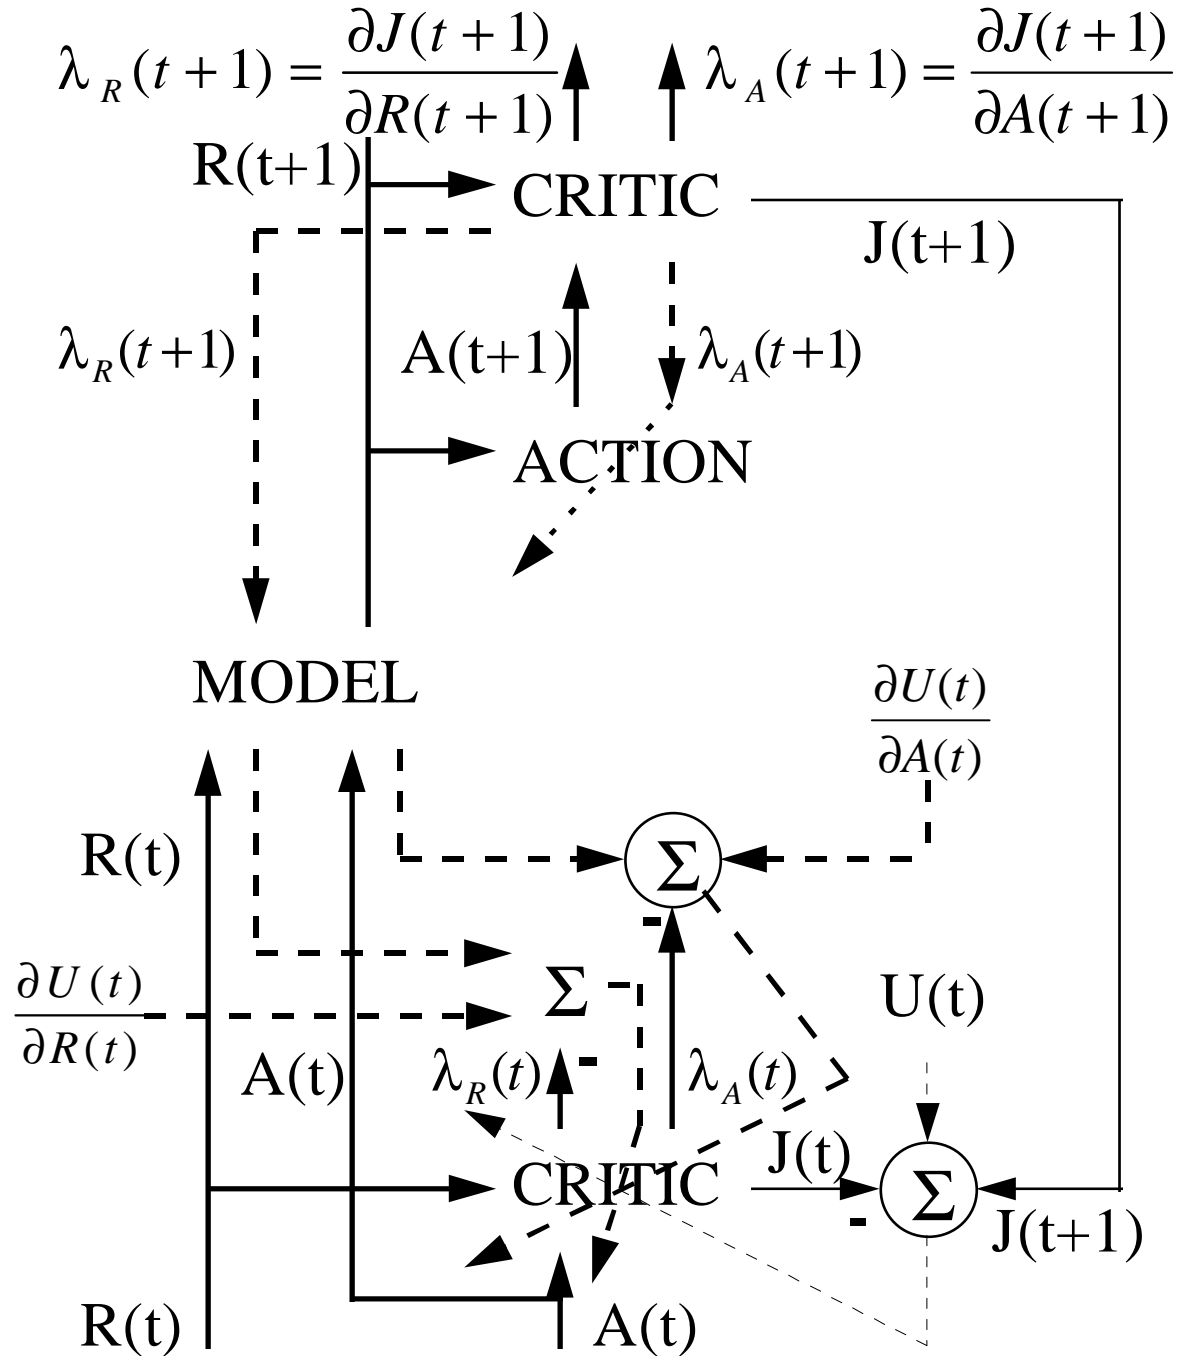 λ_R(t+1) = ∂J(t+1)/∂R(t+1)
λ_A(t+1) = ∂J(t+1)/∂A(t+1)
R(t+1)
CRITIC
J(t+1)
λ_R(t+1)
A(t+1)
λ_A(t+1)
ACTION
MODEL
∂U(t)/∂A(t)
R(t)
Σ
-
∂U(t)/∂R(t)
Σ
U(t)
A(t)
λ_R(t)
-
λ_A(t)
CRITIC
J(t)
Σ
-
J(t+1)
R(t)
A(t)